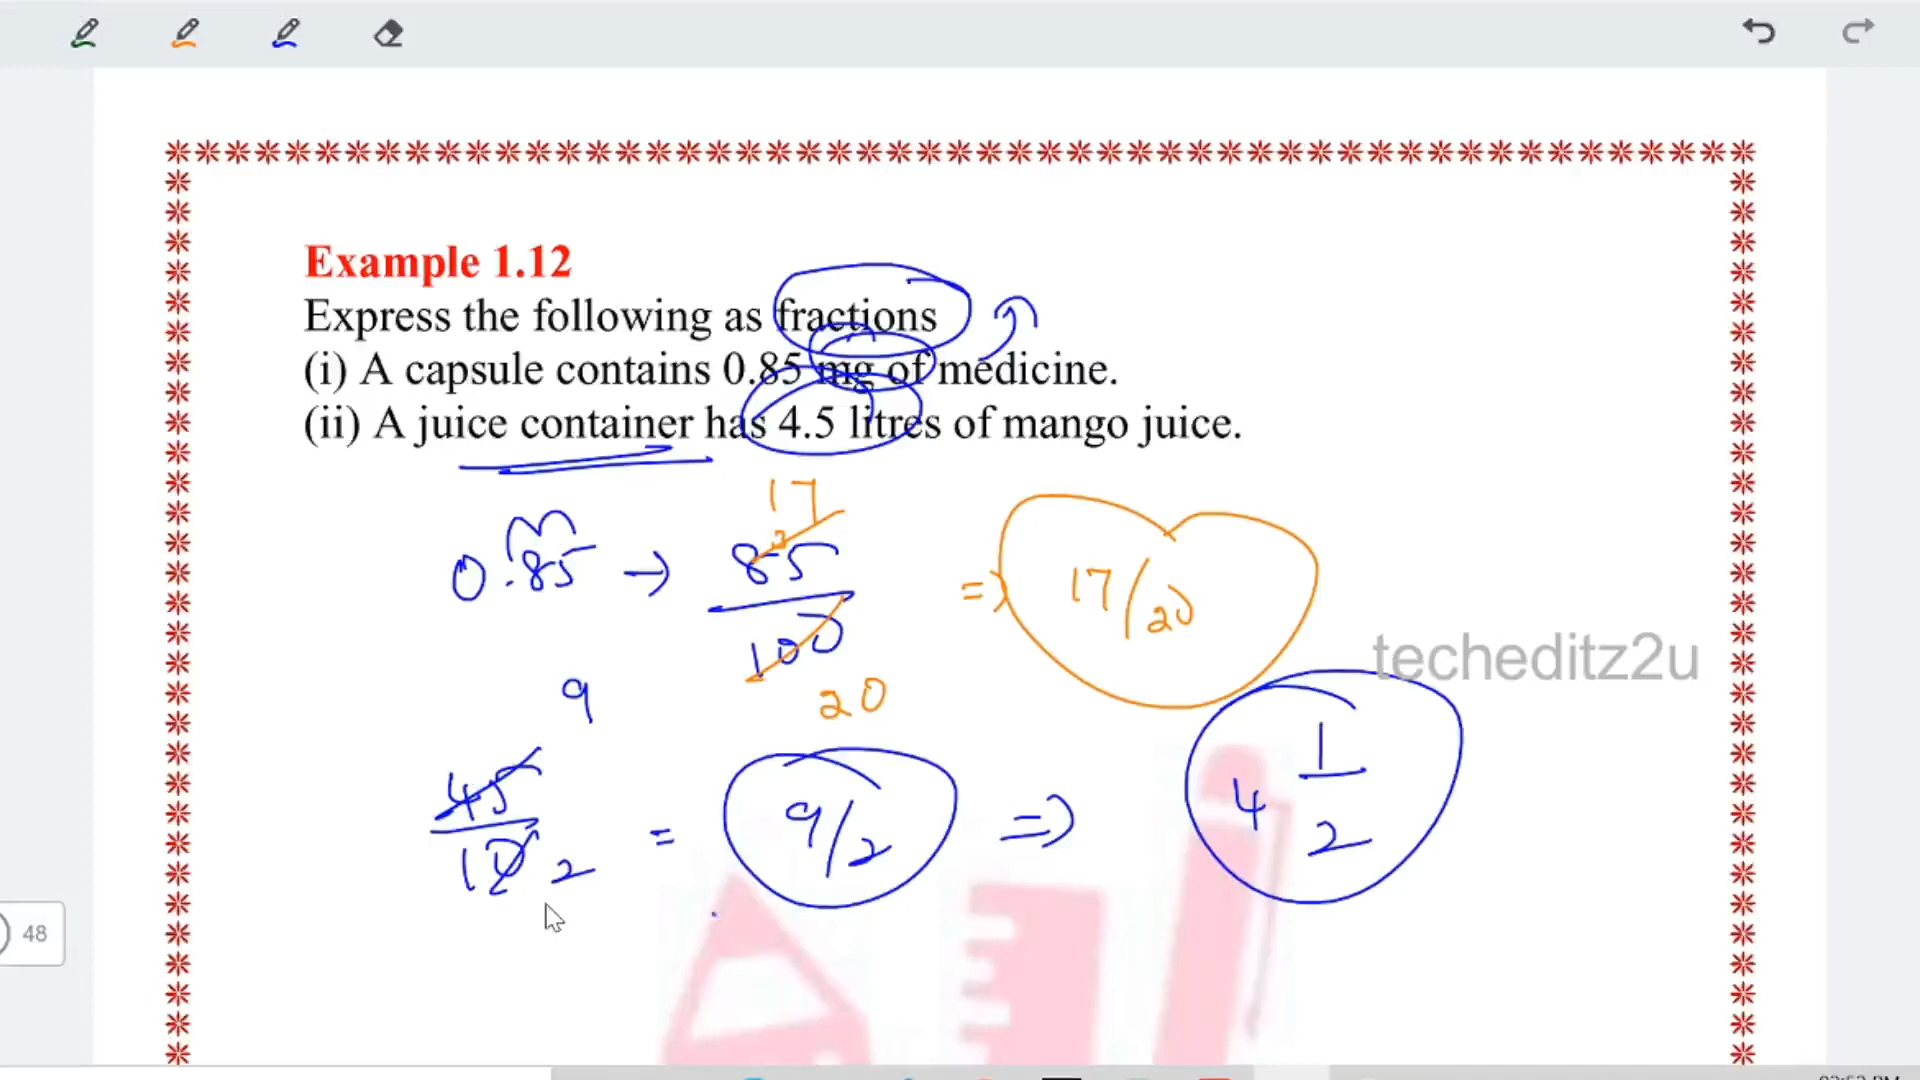 Example 1.12
Express the following as fractions
(i) A capsule contains 0.85 mg of medicine.
(ii) A juice container has 4.5 litres of mango juice.
17
0.85 → 85/100 => 17/20
20
techeditz2u
9
45/10 = 9/2 => 4 1/2
2
48